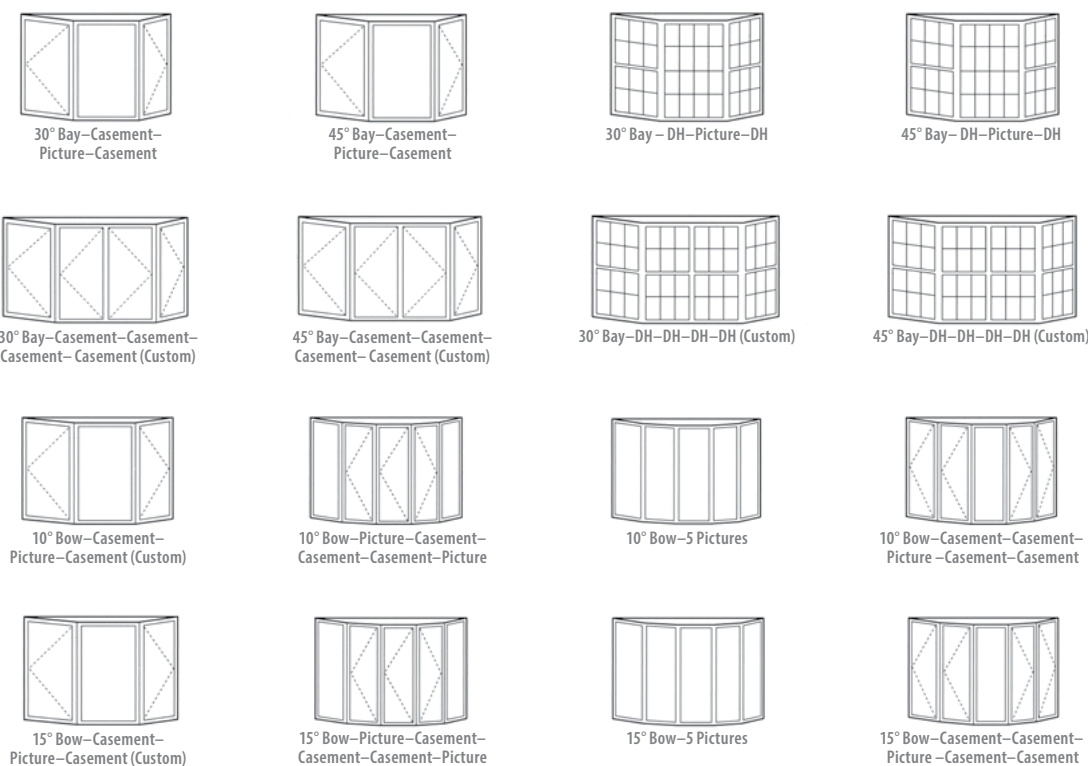 30° Bay–Casement–
Picture–Casement
45° Bay–Casement–
Picture–Casement
30° Bay – DH–Picture–DH
45° Bay– DH–Picture–DH
30° Bay–Casement–Casement–
Casement– Casement (Custom)
45° Bay–Casement–Casement–
Casement– Casement (Custom)
30° Bay–DH–DH–DH–DH (Custom)
45° Bay–DH–DH–DH–DH (Custom)
10° Bow–Casement–
Picture–Casement (Custom)
10° Bow–Picture–Casement–
Casement–Casement–Picture
10° Bow–5 Pictures
10° Bow–Casement–Casement–
Picture –Casement–Casement
15° Bow–Casement–
Picture–Casement (Custom)
15° Bow–Picture–Casement–
Casement–Casement–Picture
15° Bow–5 Pictures
15° Bow–Casement–Casement–
Picture –Casement–Casement